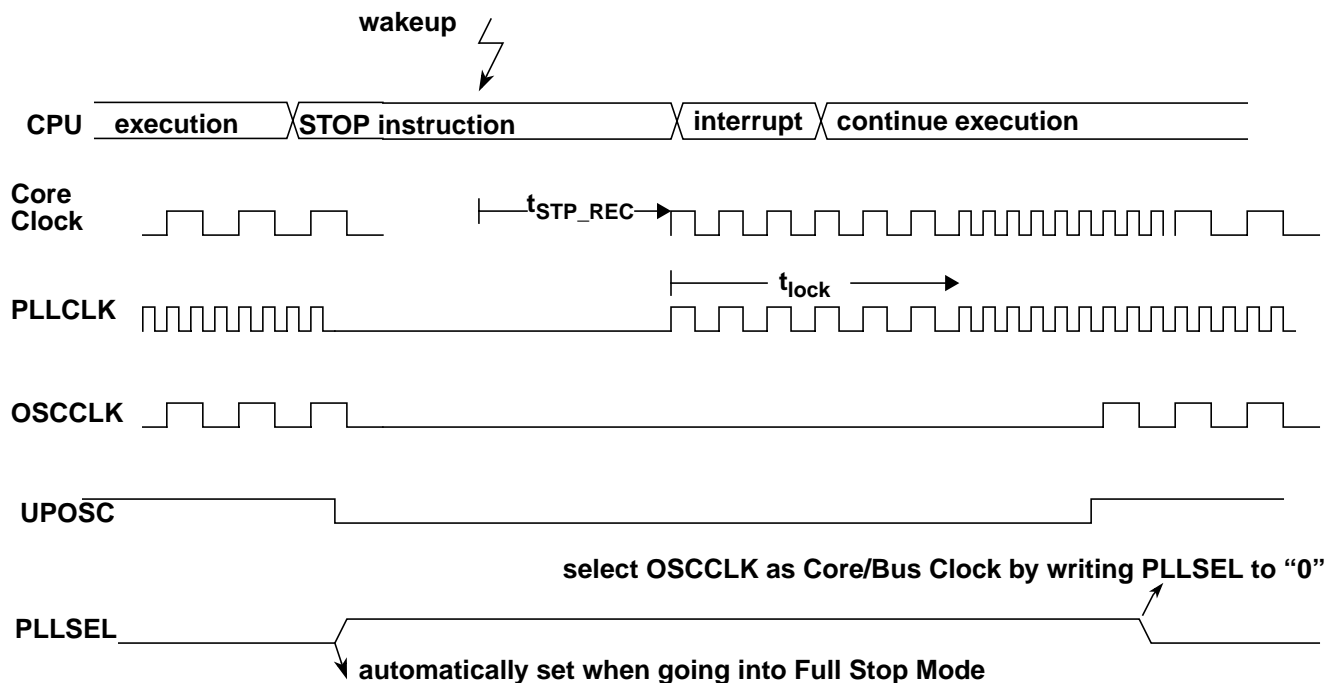 wakeup
CPU execution STOP instruction interrupt continue execution
Core
Clock
tSTP_REC
tlock
PLLCLK
OSCCLK
UPOSC
select OSCCLK as Core/Bus Clock by writing PLLSEL to “0”
PLLSEL
automatically set when going into Full Stop Mode